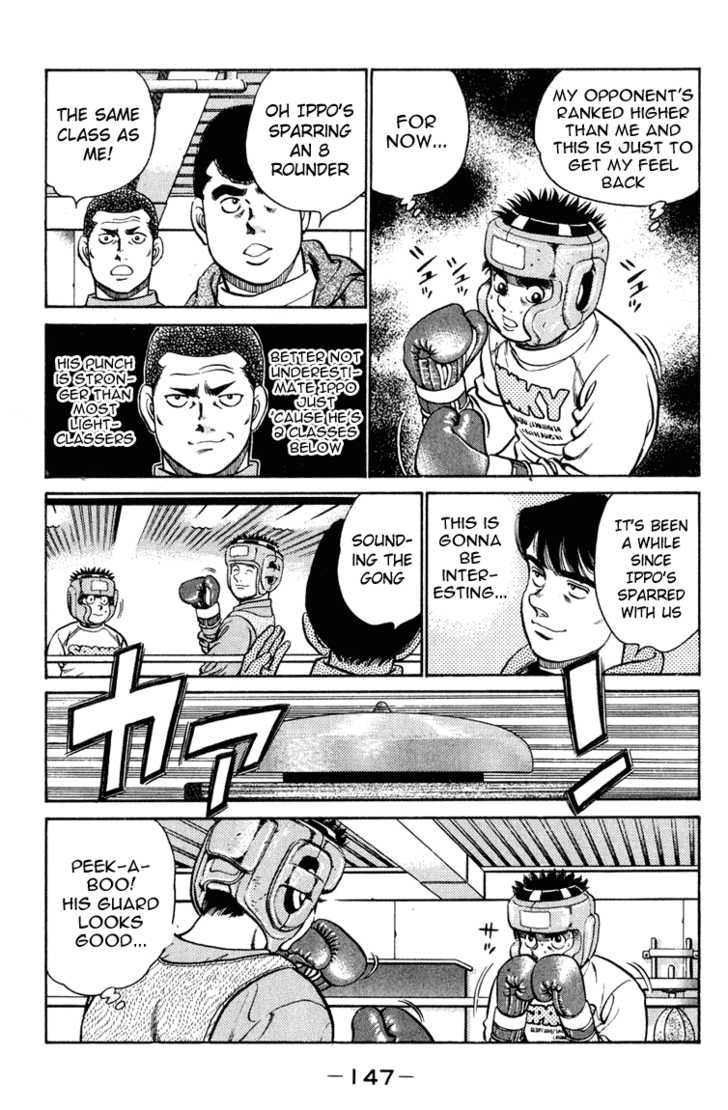 MY OPPONENT'S
RANKED HIGHER
THAN ME AND
THIS IS JUST TO
GET MY FEEL
BACK
FOR
NOW...
OH IPPO'S
SPARRING
AN 8
ROUNDER
THE SAME
CLASS AS
ME!
BETTER NOT
UNDERESTI-
MATE IPPO
JUST
'CAUSE HE'S
2 CLASSES
BELOW
HIS PUNCH
IS STRON-
GER THAN
MOST
LIGHT-
CLASSERS
IT'S BEEN
A WHILE
SINCE
IPPO'S
SPARRED
WITH US
THIS IS
GONNA
BE
INTER-
ESTING...
SOUND-
ING THE
GONG
カァーン
PEEK-A-
BOO!
HIS GUARD
LOOKS
GOOD...
-147-